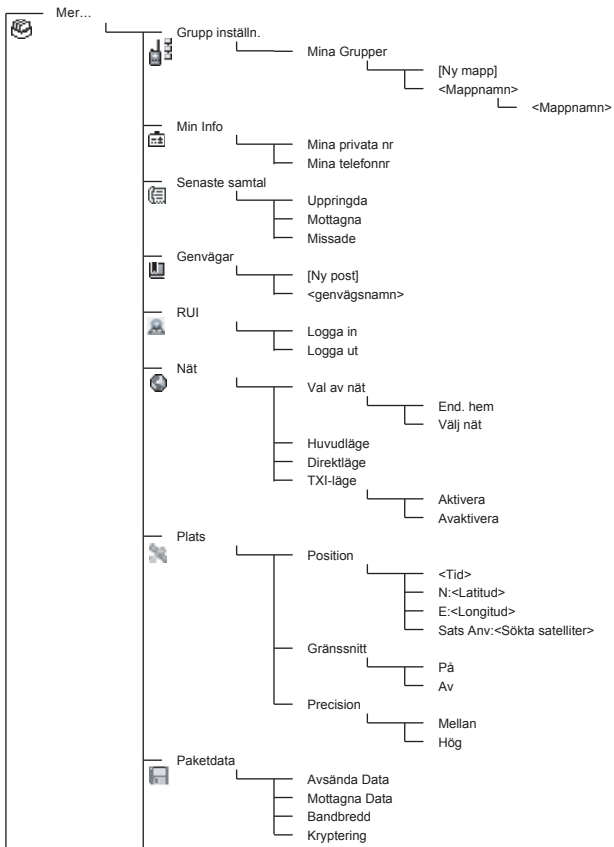 Mer…
Grupp inställn.
Mina Grupper
[Ny mapp]
<Mappnamn>
<Mappnamn>
Min Info
Mina privata nr
Mina telefonnr
Senaste samtal
Uppringda
Mottagna
Missade
Genvägar
[Ny post]
<genvägsnamn>
RUI
Logga in
Logga ut
Nät
Val av nät
End. hem
Välj nät
Huvudläge
Direktläge
TXI-läge
Aktivera
Avaktivera
Plats
Position
<Tid>
N:<Latitud>
E:<Longitud>
Sats Anv:<Sökta satelliter>
Gränssnitt
På
Av
Precision
Mellan
Hög
Paketdata
Avsända Data
Mottagna Data
Bandbredd
Kryptering